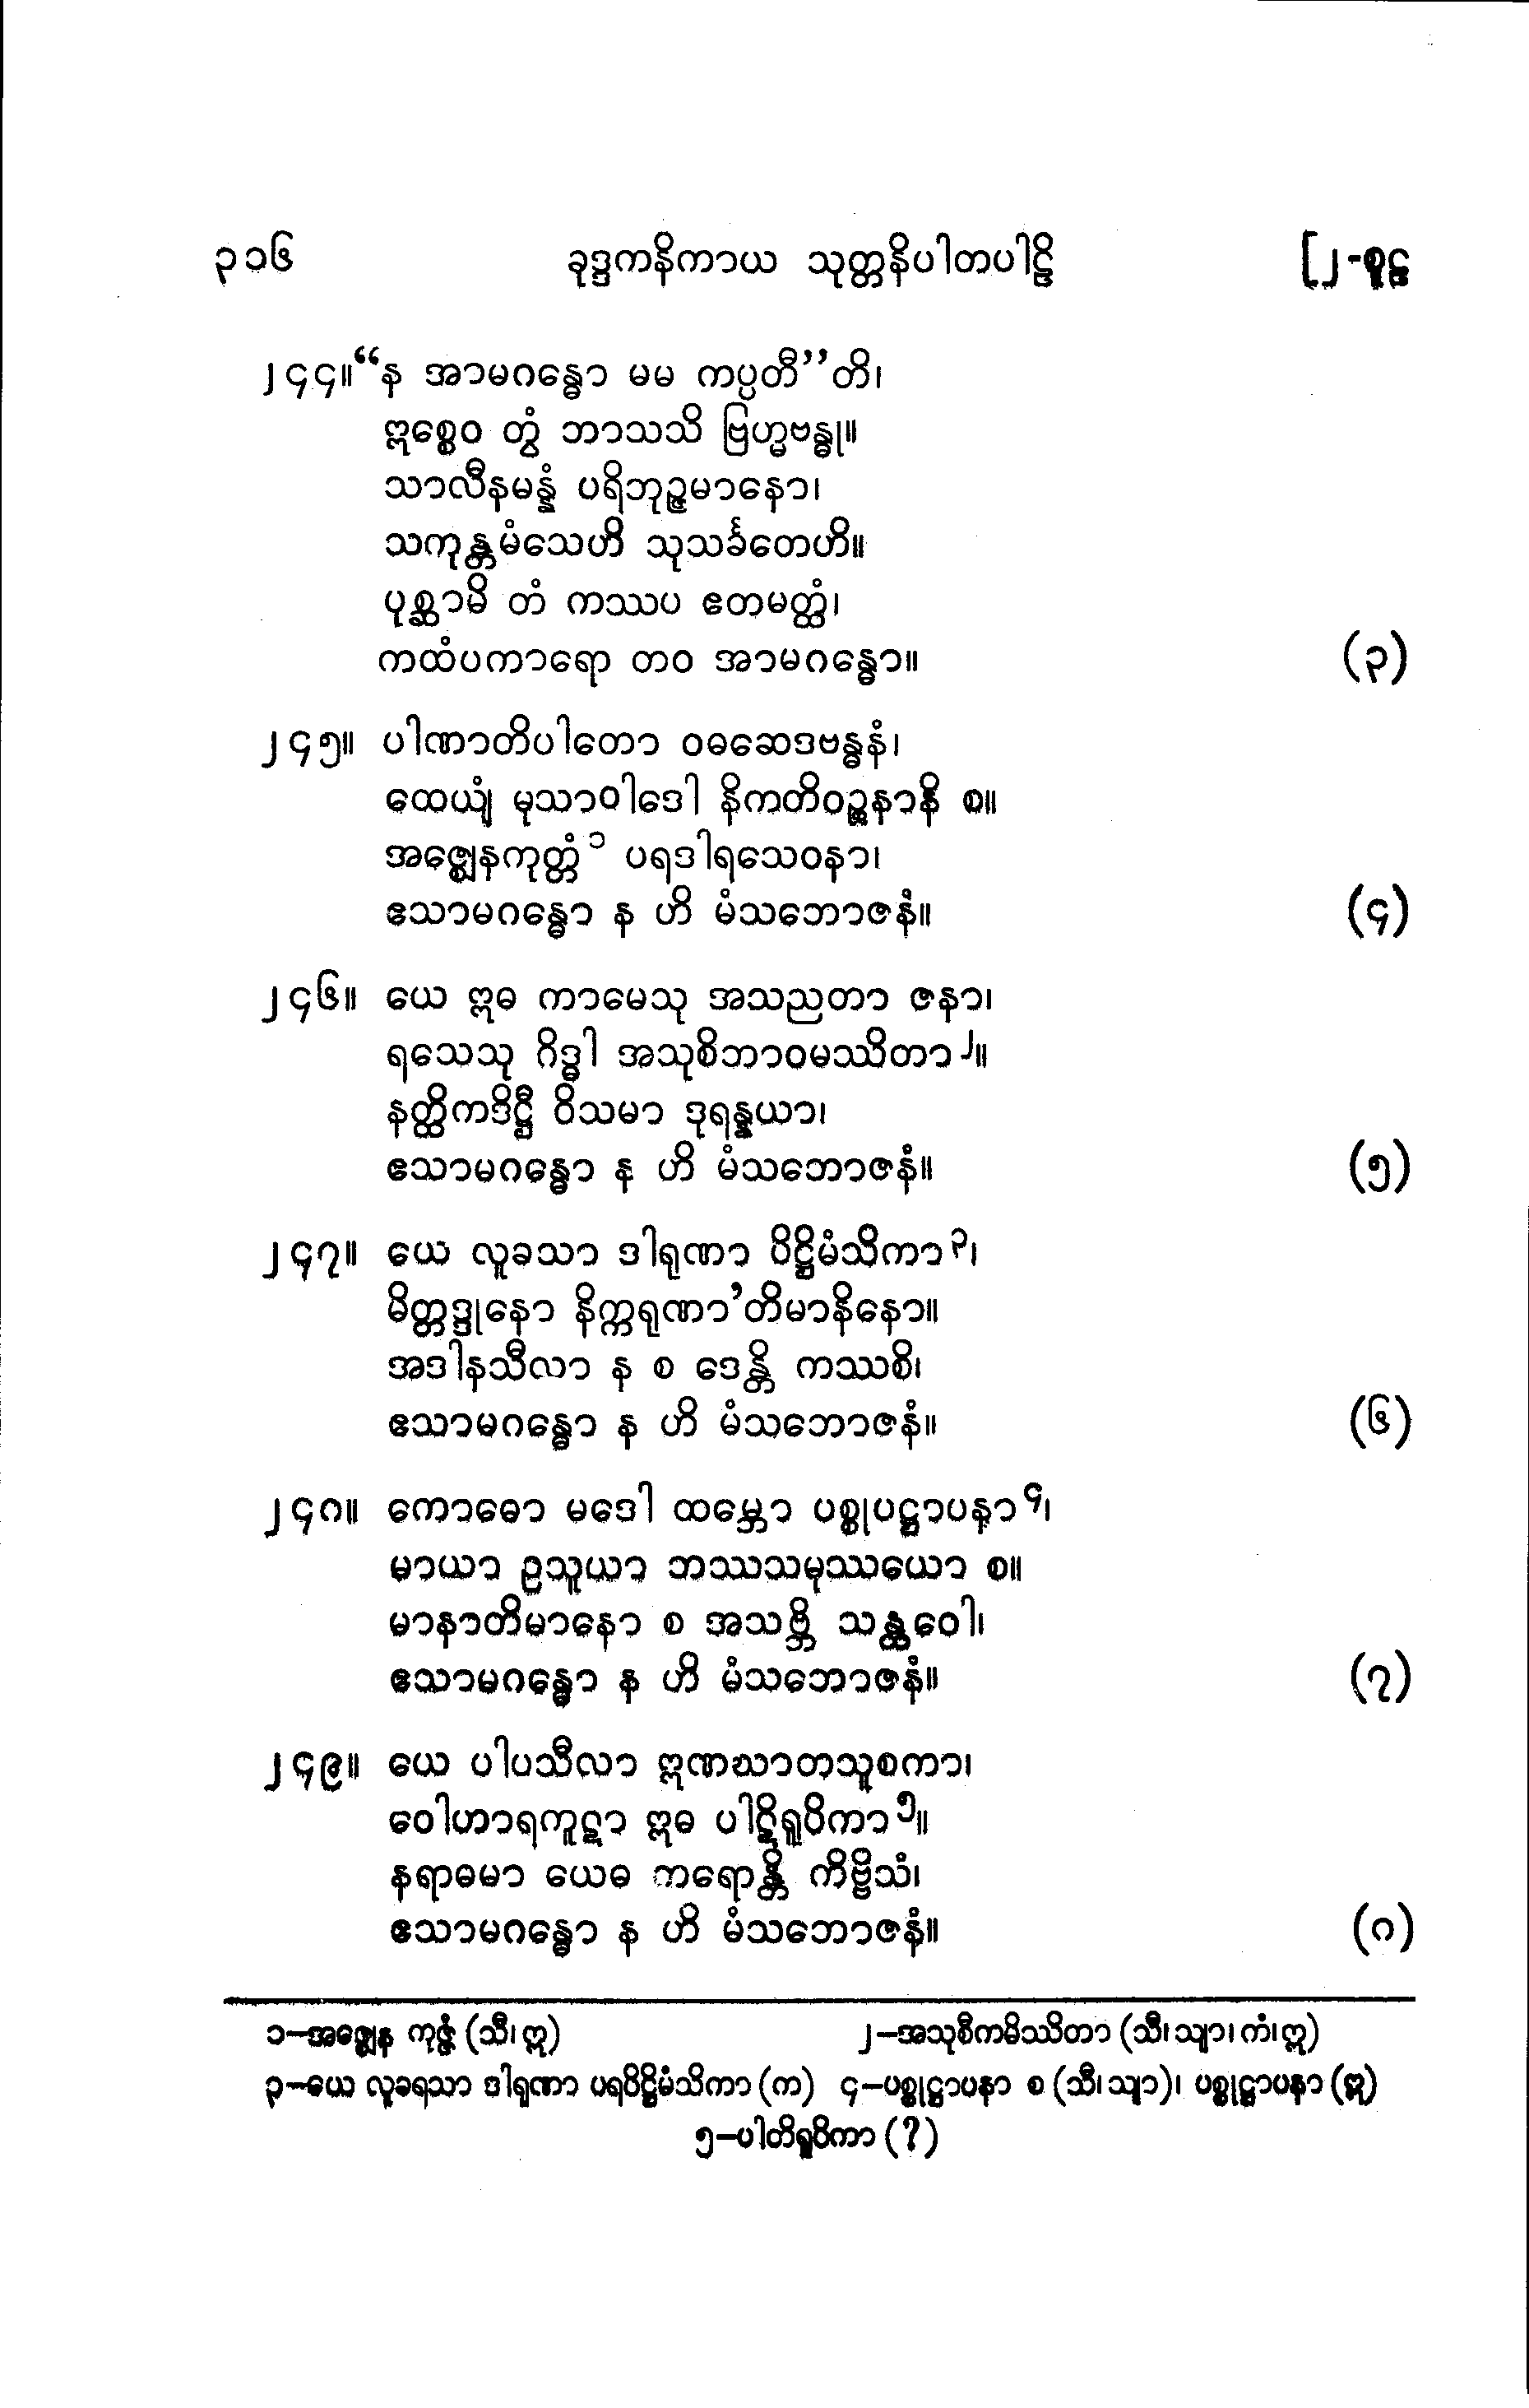 ၃၁၆ ခုဒ္ဒကနိကာယ သုတ္တနိပါတပါဠိ [၂-စူဠ
၂၄၄။ “န အာမဂန္ဓော မမ ကပ္ပတီ”တိ၊
ဣစ္စေဝ တွံ ဘာသသိ ဗြဟ္မဗန္ဓု။
သာလီနမန္နံ ပရိဘုဉ္ဇမာနော၊
သကုန္တမံသေဟိ သုသင်္ခတေဟိ။
ပုစ္ဆာမိ တံ ကဿပ ဧတမတ္ထံ၊
ကထံပကာရော တဝ အာမဂန္ဓော။ (၃)
၂၄၅။ ပါဏာတိပါတော ဝဓဆေဒဗန္ဓနံ၊
ထေယျံ မုသာဝါဒေါ နိကတိဝဉ္စနာနိ စ။
အဇ္ဈေနကုတ္တံ ၁ ပရဒါရသေဝနာ၊
ဧသာမဂန္ဓော န ဟိ မံသဘောဇနံ။ (၄)
၂၄၆။ ယေ ဣဓ ကာမေသု အသညတာ ဇနာ၊
ရသေသု ဂိဒ္ဓါ အသုစိဘာဝမဿိတာ ၂။
နတ္ထိကဒိဋ္ဌီ ဝိသမာ ဒုရန္နယာ၊
ဧသာမဂန္ဓော န ဟိ မံသဘောဇနံ။ (၅)
၂၄၇။ ယေ လူခသာ ဒါရုဏာ ပိဋ္ဌိမံသိကာ ၃၊
မိတ္တဒ္ဒုနော နိက္ကရုဏာ’တိမာနိနော။
အဒါနသီလာ န စ ဒေန္တိ ကဿစိ၊
ဧသာမဂန္ဓော န ဟိ မံသဘောဇနံ။ (၆)
၂၄၈။ ကောဓော မဒေါ ထမ္ဘော ပစ္စုပဋ္ဌာပနာ ၄၊
မာယာ ဥသူယာ ဘဿသမုဿယော စ။
မာနာတိမာနော စ အသဗ္ဘိ သန္ထဝေါ၊
ဧသာမဂန္ဓော န ဟိ မံသဘောဇနံ။ (၇)
၂၄၉။ ယေ ပါပသီလာ ဣဏဃာတသူစကာ၊
ဝေါဟာရကူဋာ ဣဓ ပါဋိရူပိကာ ၅။
နရာဓမာ ယေဓ ကရောန္တိ ကိဗ္ဗိသံ၊
ဧသာမဂန္ဓော န ဟိ မံသဘောဇနံ။ (၈)
၁–အဇ္ဈေန ကုဇ္ဇံ (သီ၊ ဣ) ၂–အသုစီကမိဿိတာ (သီ၊ သျာ၊ ကံ၊ ဣ)
၃–ယေ လူခရသာ ဒါရုဏာ ပရပိဋ္ဌိမံသိကာ (က) ၄–ပစ္စုဋ္ဌာပနာ စ (သီ၊ သျာ)၊ ပစ္စုဋ္ဌာပနာ (ဣ)
၅–ပါတိရူပိကာ (?)